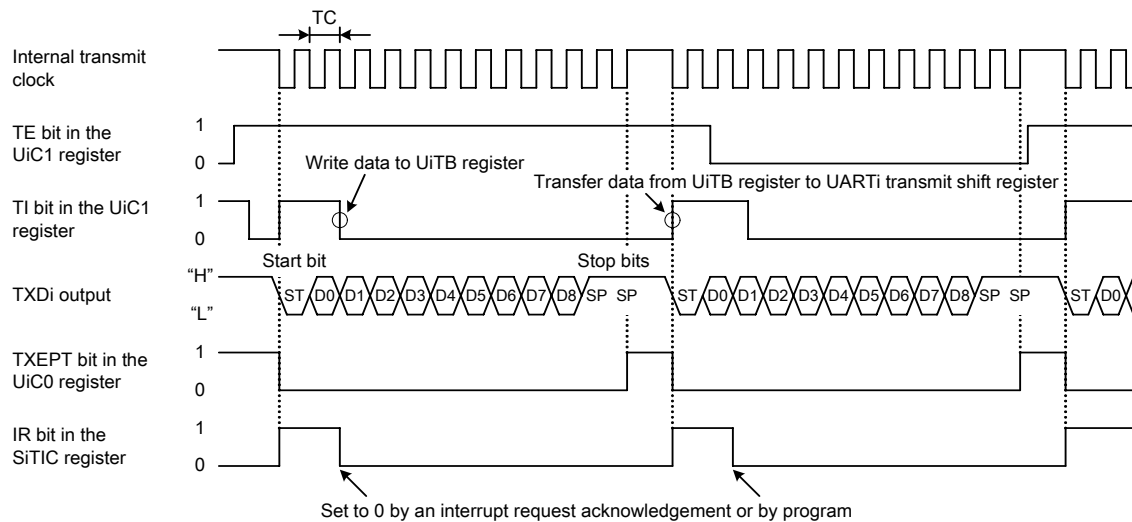 TC
Internal transmit
clock
TE bit in the
UiC1 register
1
0
Write data to UiTB register
Transfer data from UiTB register to UARTi transmit shift register
TI bit in the UiC1
register
1
0
Start bit
Stop bits
TXDi output
“H”
“L”
ST D0 D1 D2 D3 D4 D5 D6 D7 D8 SP SP ST D0 D1 D2 D3 D4 D5 D6 D7 D8 SP SP ST D0
TXEPT bit in the
UiC0 register
1
0
IR bit in the
SiTIC register
1
0
Set to 0 by an interrupt request acknowledgement or by program